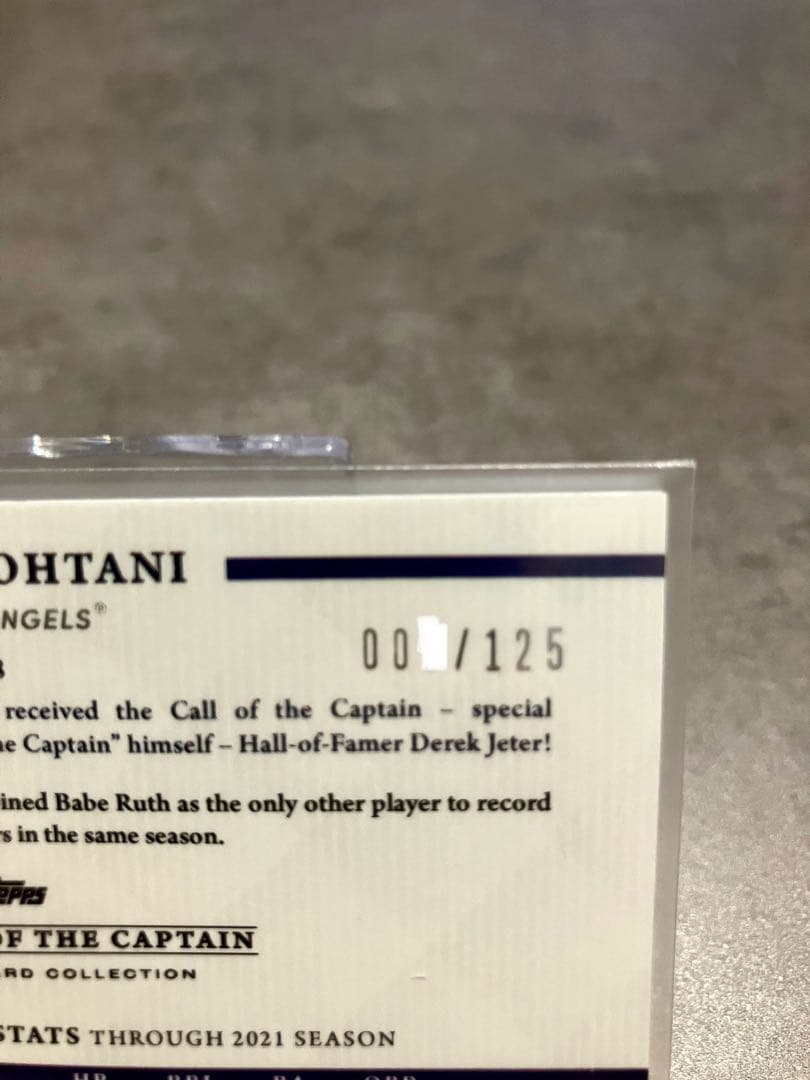 OHTANI
NGELS®
00 /125
received the Call of the Captain – special
Captain” himself – Hall-of-Famer Derek Jeter!
ined Babe Ruth as the only other player to record
in the same season.
OF THE CAPTAIN
RD COLLECTION
STATS THROUGH 2021 SEASON